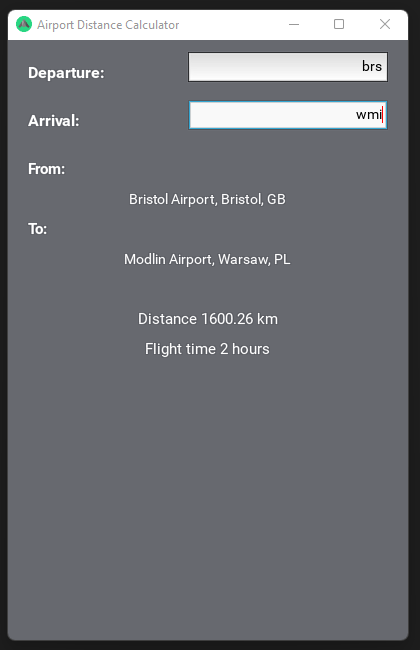 Airport Distance Calculator
Departure: brs
Arrival: wmi
From:
Bristol Airport, Bristol, GB
To:
Modlin Airport, Warsaw, PL
Distance 1600.26 km
Flight time 2 hours